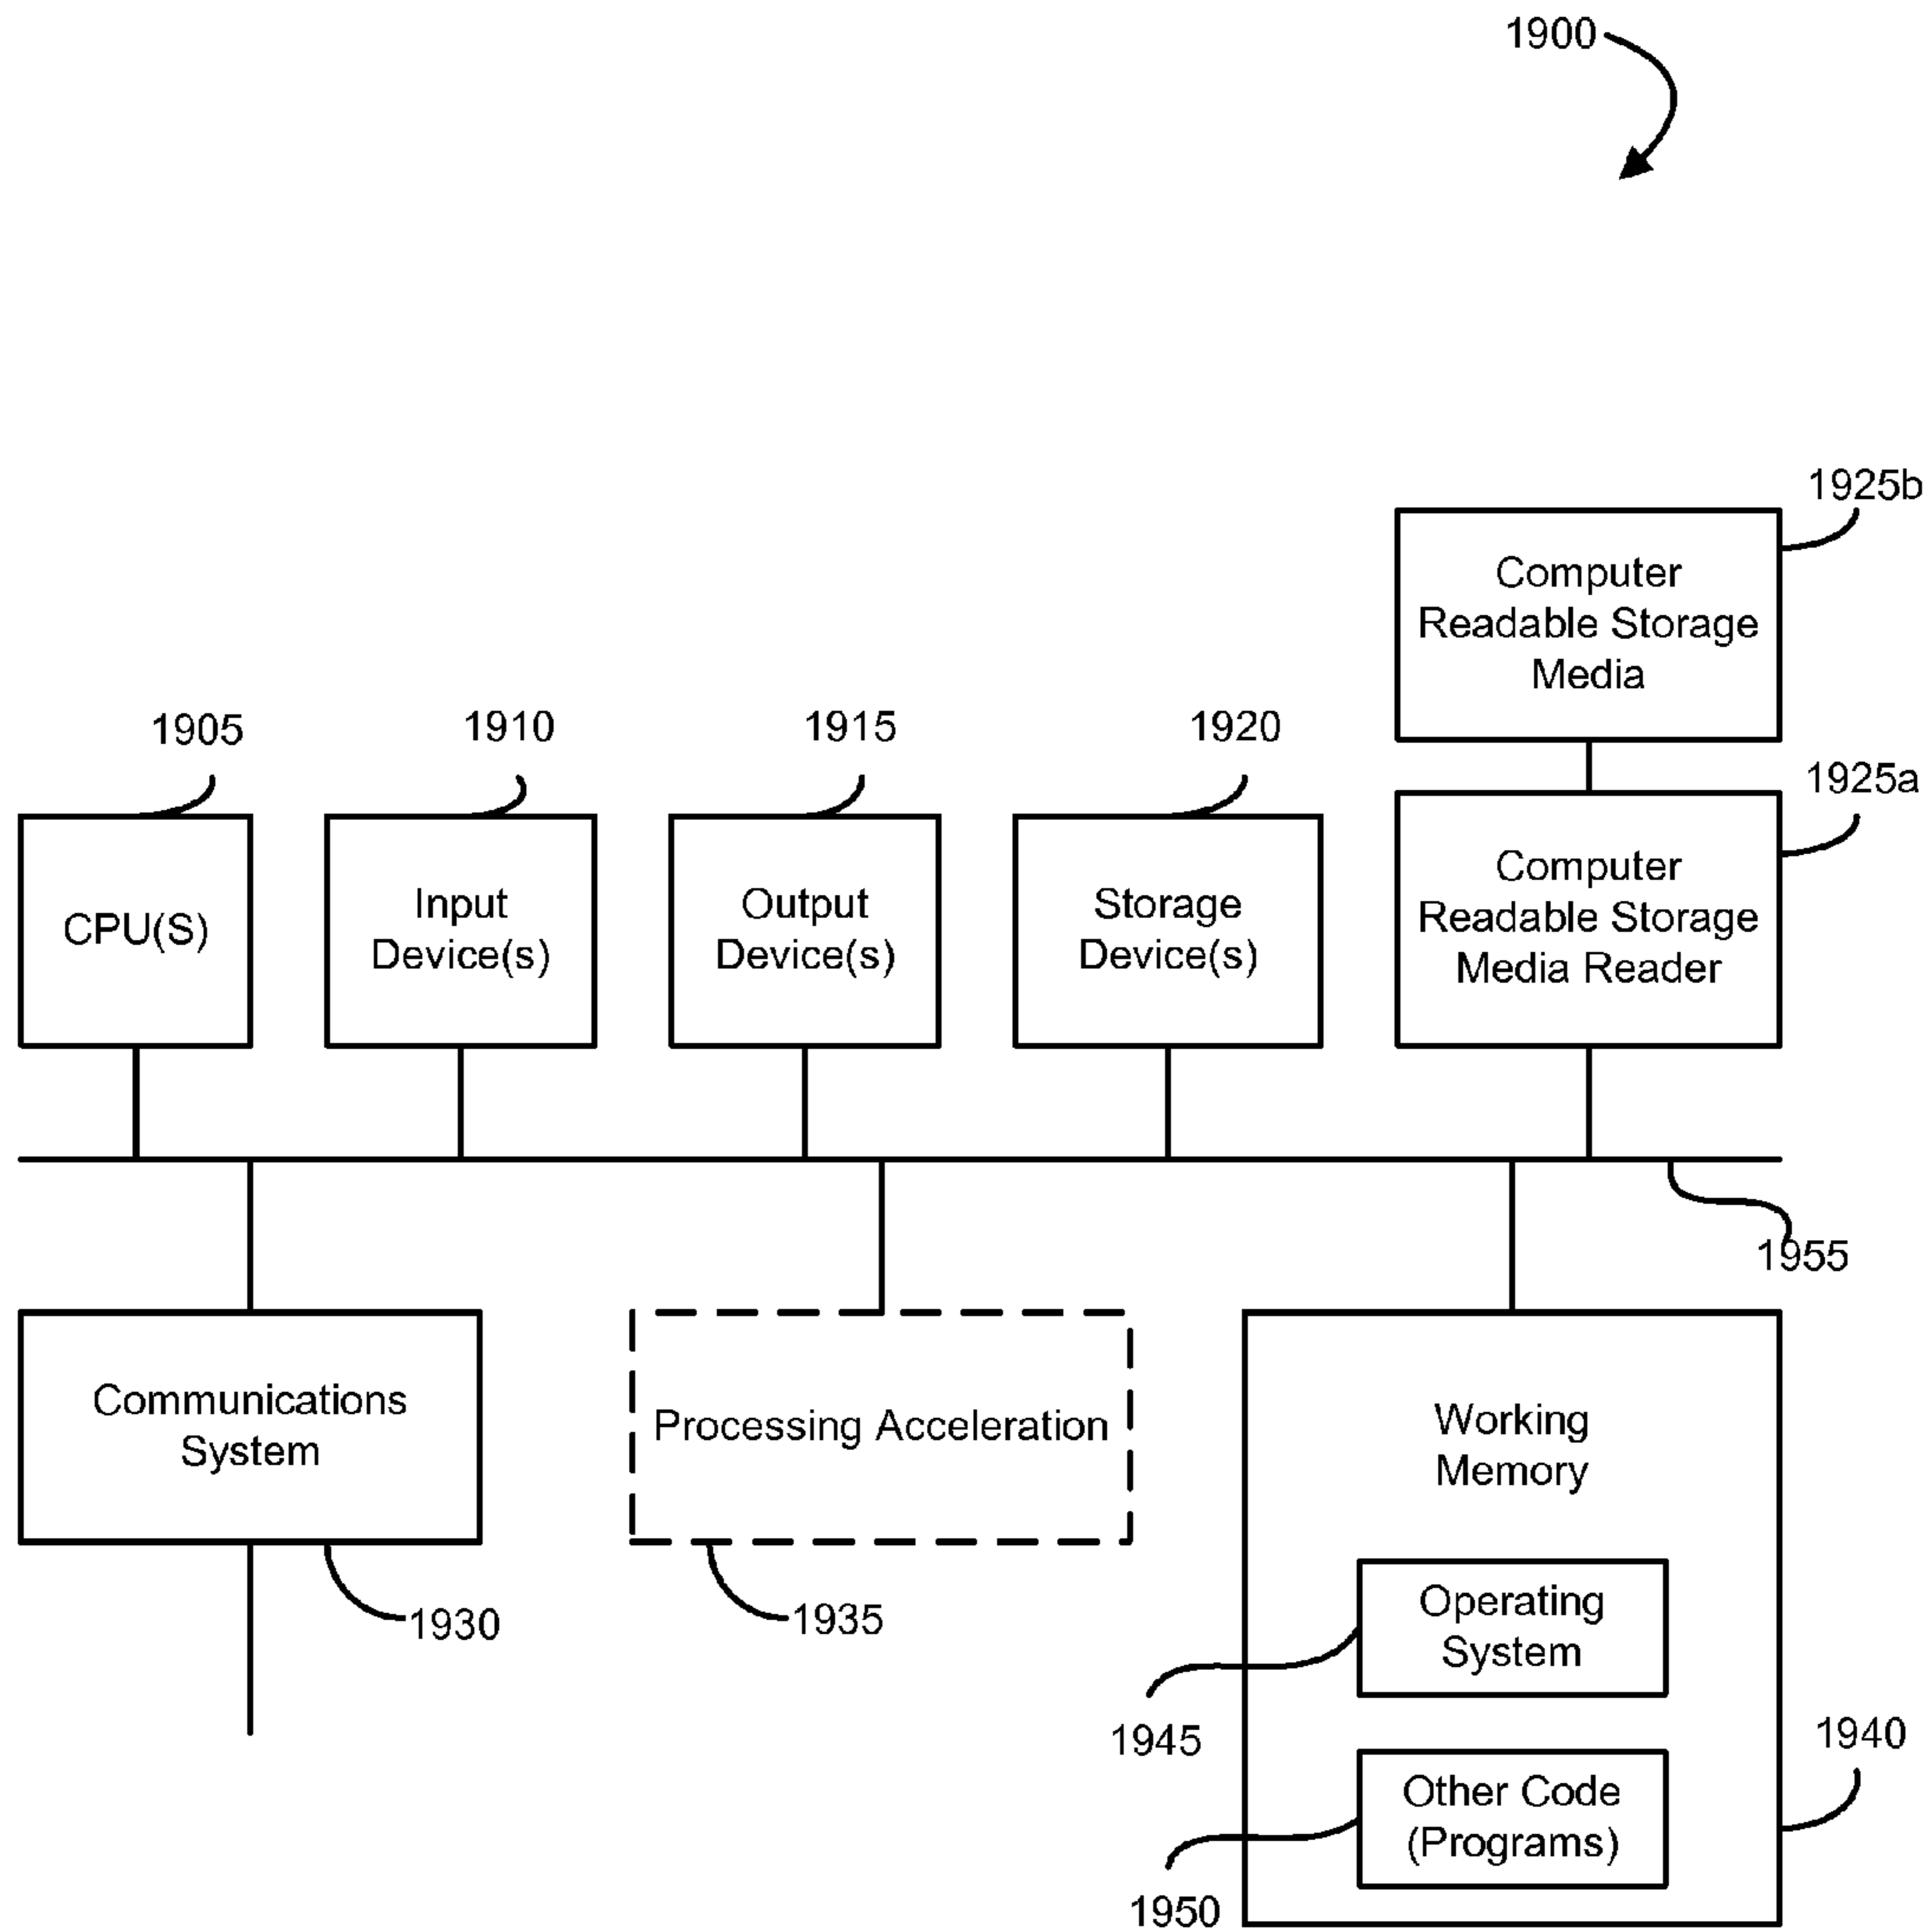 1900
1925b
Computer
Readable Storage
Media
1905
1910
1915
1920
1925a
CPU(S)
Input
Device(s)
Output
Device(s)
Storage
Device(s)
Computer
Readable Storage
Media Reader
1955
Communications
System
1930
Processing Acceleration
1935
Working
Memory
Operating
System
1945
1940
Other Code
(Programs)
1950